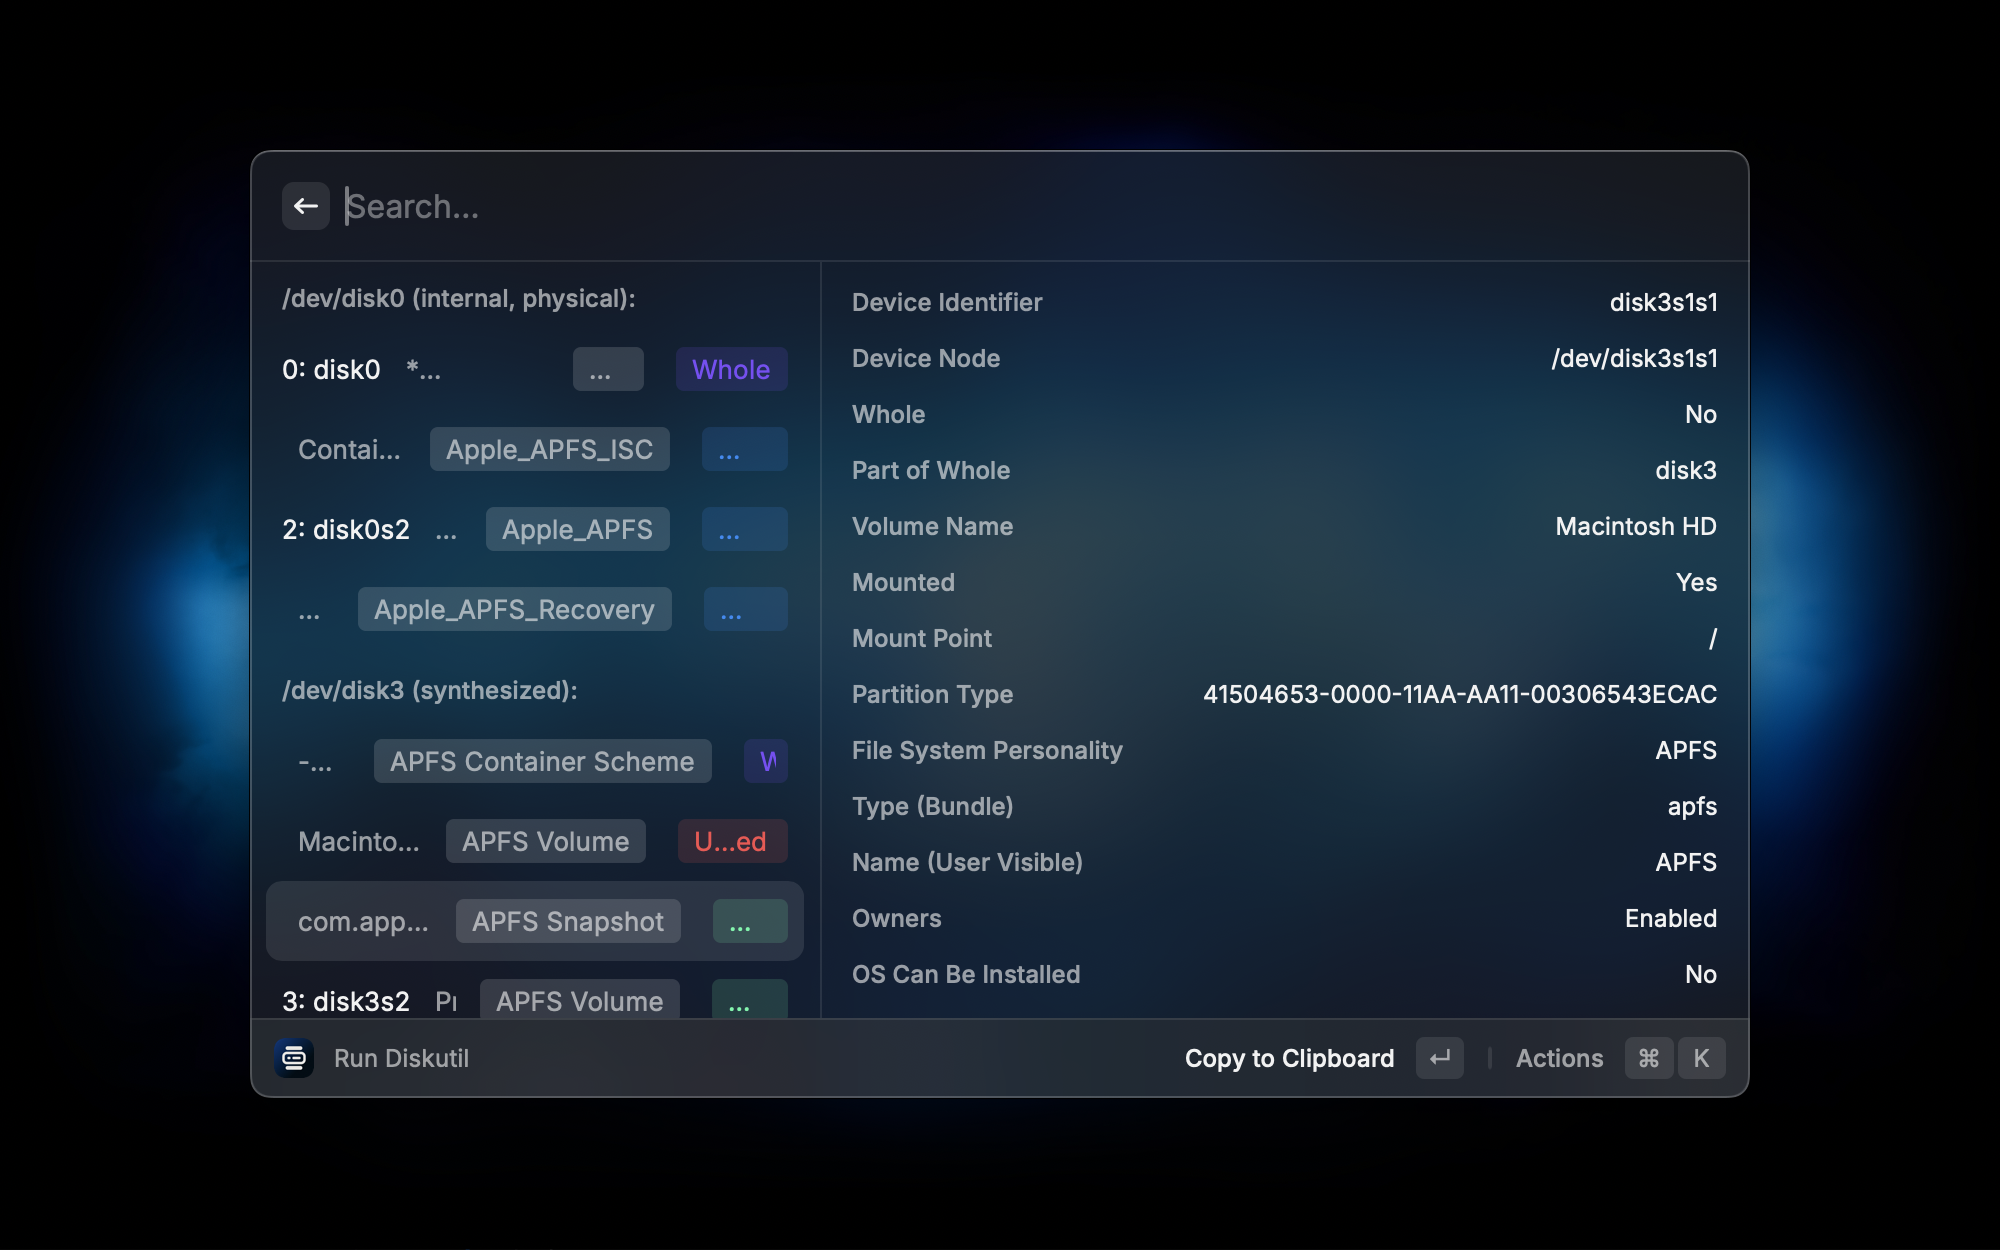 Search...
/dev/disk0 (internal, physical):
0: disk0 *... ... Whole
Contai... Apple_APFS_ISC ...
2: disk0s2 ... Apple_APFS ...
... Apple_APFS_Recovery ...
/dev/disk3 (synthesized):
-... APFS Container Scheme W
Macinto... APFS Volume U...ed
com.app... APFS Snapshot ...
3: disk3s2 APFS Volume ...
Device Identifier disk3s1s1
Device Node /dev/disk3s1s1
Whole No
Part of Whole disk3
Volume Name Macintosh HD
Mounted Yes
Mount Point /
Partition Type 41504653-0000-11AA-AA11-00306543ECAC
File System Personality APFS
Type (Bundle) apfs
Name (User Visible) APFS
Owners Enabled
OS Can Be Installed No
Run Diskutil
Copy to Clipboard ↵ | Actions ⌘ K